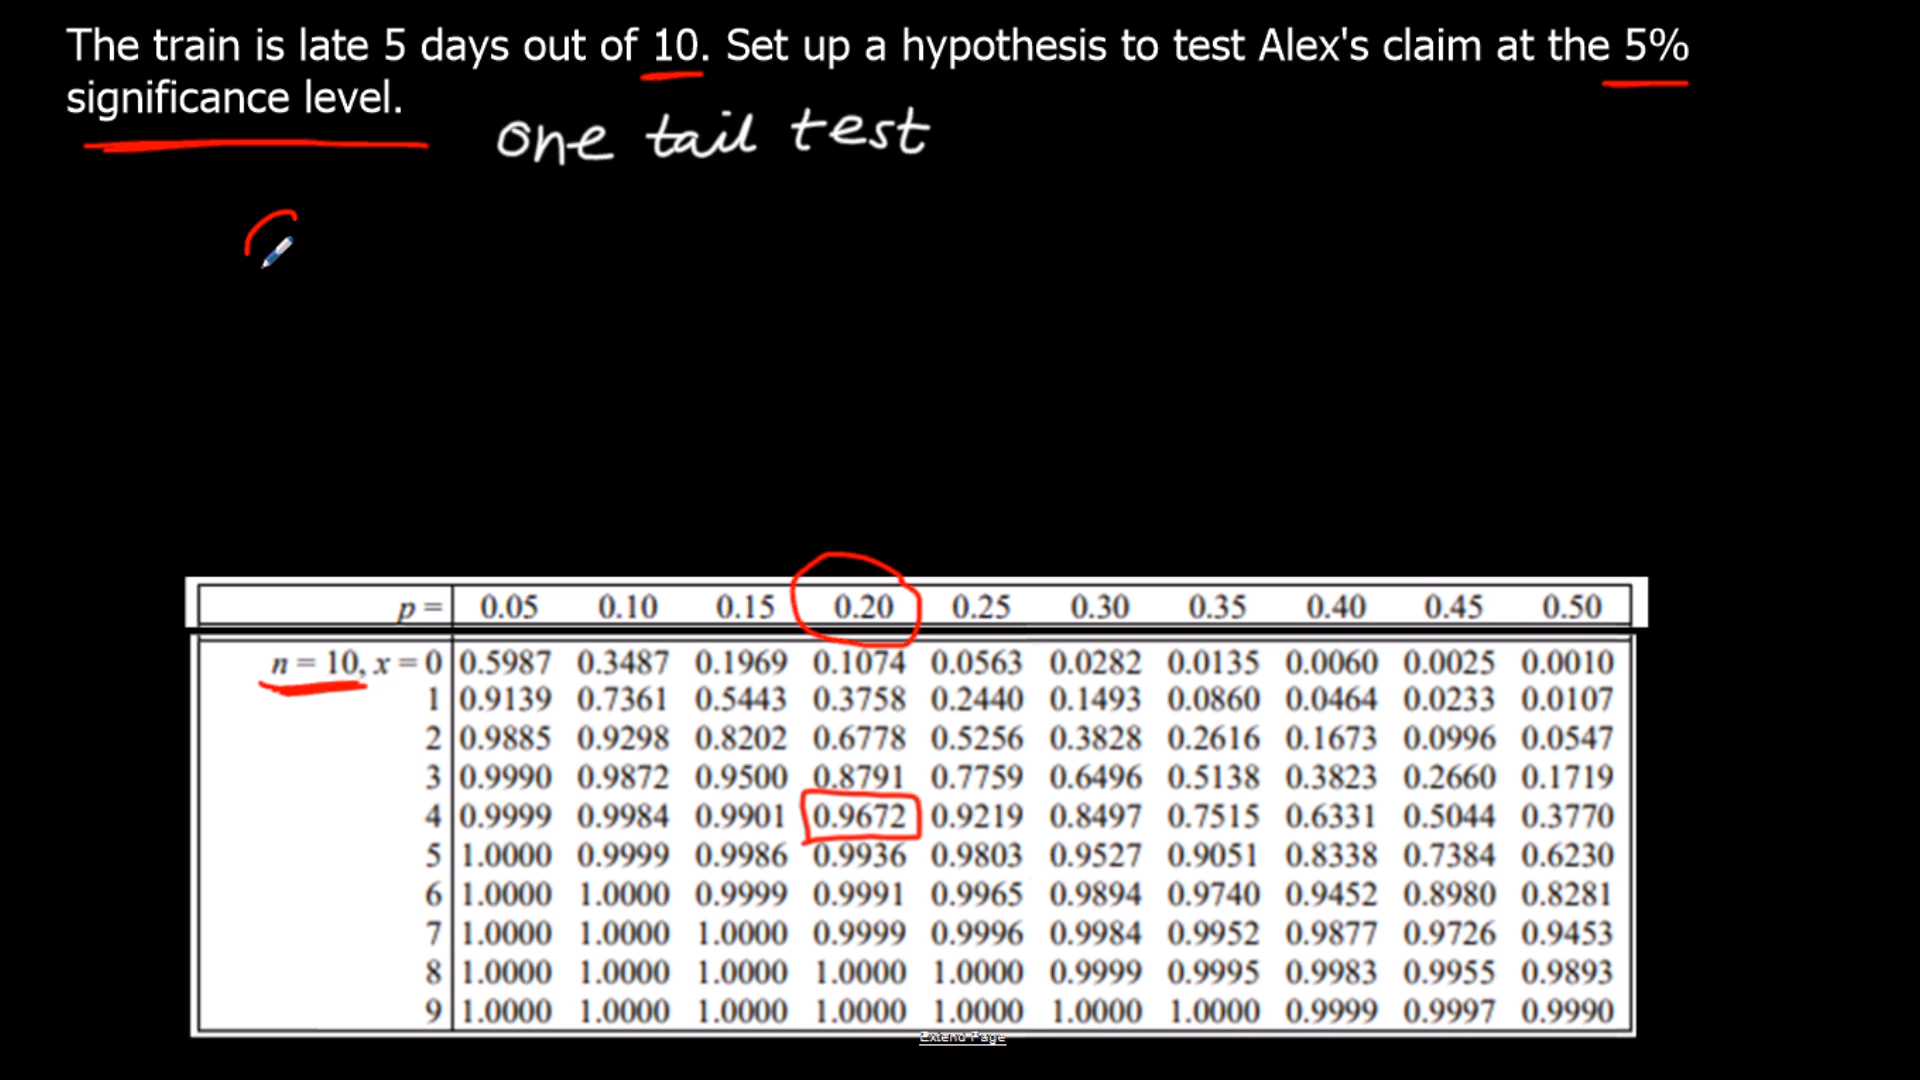 The train is late 5 days out of 10. Set up a hypothesis to test Alex's claim at the 5%
significance level.
one tail test
p = 0.05 0.10 0.15 0.20 0.25 0.30 0.35 0.40 0.45 0.50
n = 10, x = 0 0.5987 0.3487 0.1969 0.1074 0.0563 0.0282 0.0135 0.0060 0.0025 0.0010
1 0.9139 0.7361 0.5443 0.3758 0.2440 0.1493 0.0860 0.0464 0.0233 0.0107
2 0.9885 0.9298 0.8202 0.6778 0.5256 0.3828 0.2616 0.1673 0.0996 0.0547
3 0.9990 0.9872 0.9500 0.8791 0.7759 0.6496 0.5138 0.3823 0.2660 0.1719
4 0.9999 0.9984 0.9901 0.9672 0.9219 0.8497 0.7515 0.6331 0.5044 0.3770
5 1.0000 0.9999 0.9986 0.9936 0.9803 0.9527 0.9051 0.8338 0.7384 0.6230
6 1.0000 1.0000 0.9999 0.9991 0.9965 0.9894 0.9740 0.9452 0.8980 0.8281
7 1.0000 1.0000 1.0000 0.9999 0.9996 0.9984 0.9952 0.9877 0.9726 0.9453
8 1.0000 1.0000 1.0000 1.0000 1.0000 0.9999 0.9995 0.9983 0.9955 0.9893
9 1.0000 1.0000 1.0000 1.0000 1.0000 1.0000 1.0000 0.9999 0.9997 0.9990
Extend Page